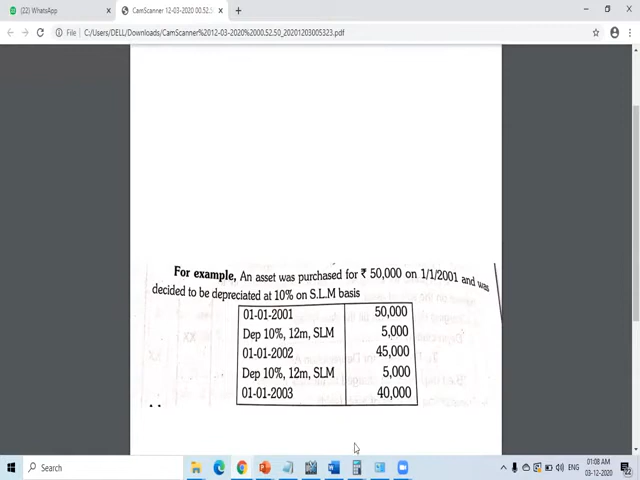 (22) WhatsApp
CamScanner 12-03-2020 00.52.5
File | C:/Users/DELL/Downloads/CamScanner%2012-03-2020%2000.52.50_20201203005323.pdf
For example, An asset was purchased for ₹ 50,000 on 1/1/2001 and was
decided to be depreciated at 10% on S.L.M basis
01-01-2001 50,000
Dep 10%, 12m, SLM 5,000
01-01-2002 45,000
Dep 10%, 12m, SLM 5,000
01-01-2003 40,000
Search
ENG
01:08 AM
03-12-2020
22